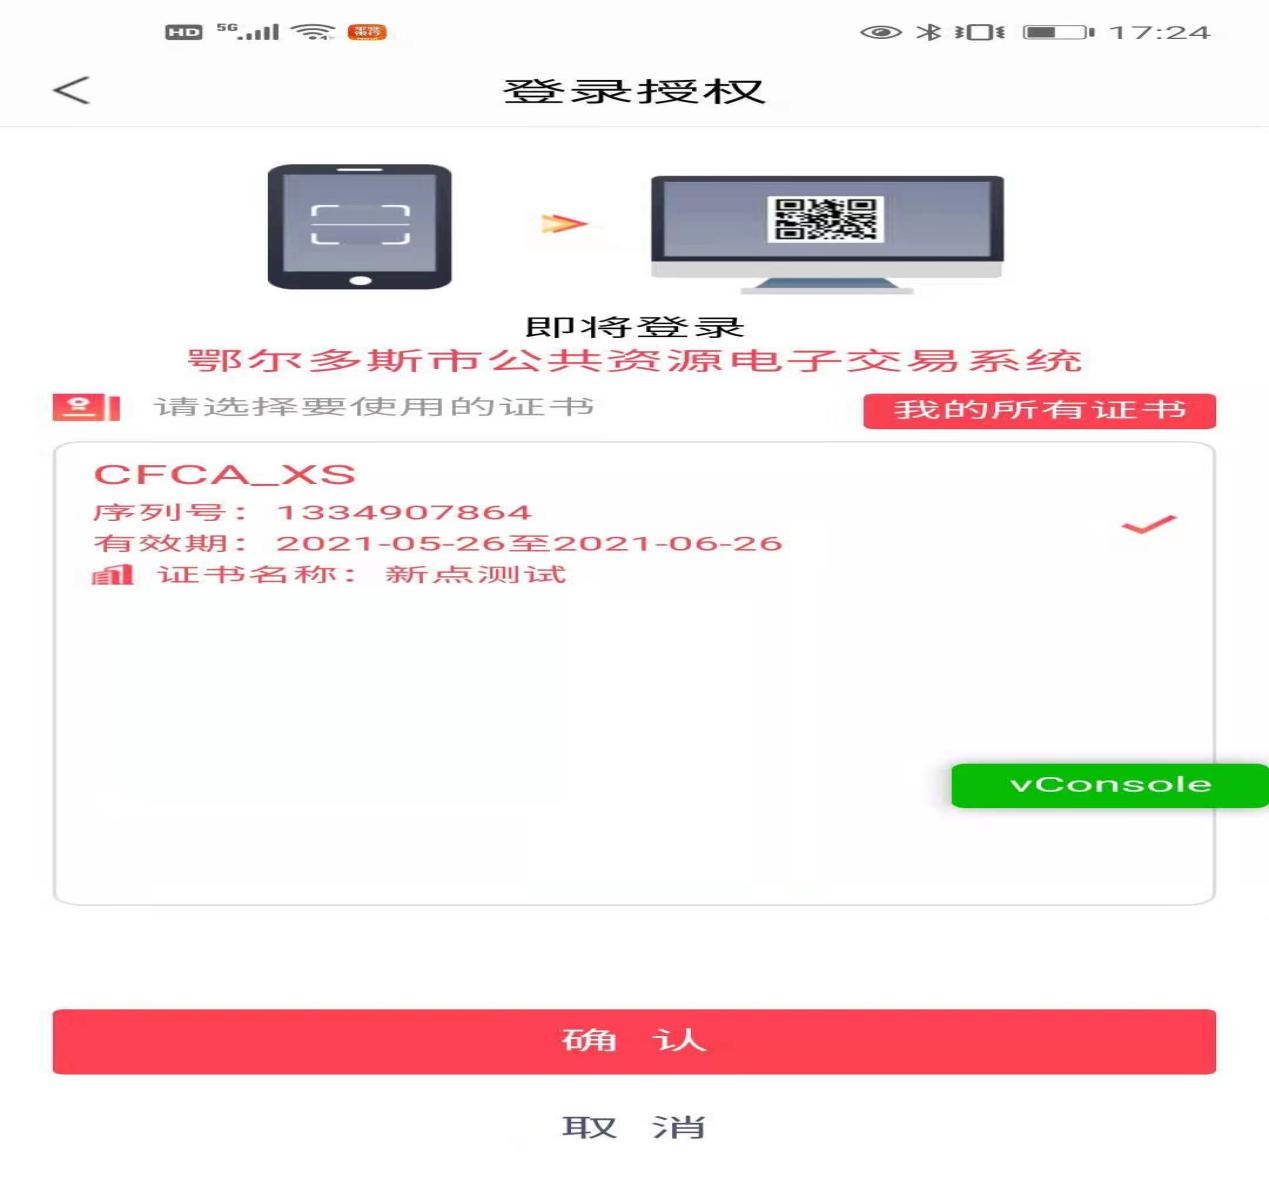 HD 5G 17:24
登录授权
即将登录
鄂尔多斯市公共资源电子交易系统
请选择要使用的证书 我的所有证书
CFCA_XS
序列号： 1334907864
有效期： 2021-05-26至2021-06-26
证书名称： 新点测试
vConsole
确 认
取 消